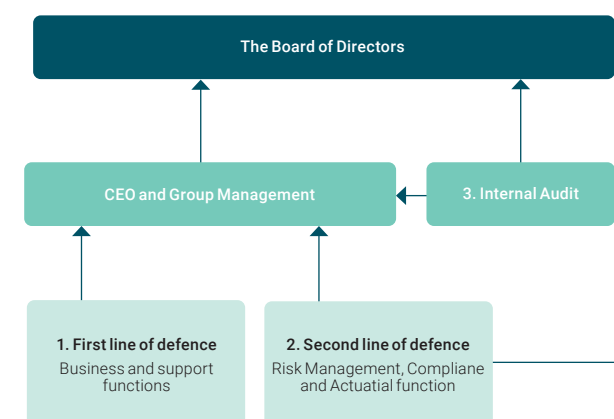 The Board of Directors
CEO and Group Management
3. Internal Audit
1. First line of defence
Business and support
functions
2. Second line of defence
Risk Management, Compliane
and Actuatial function